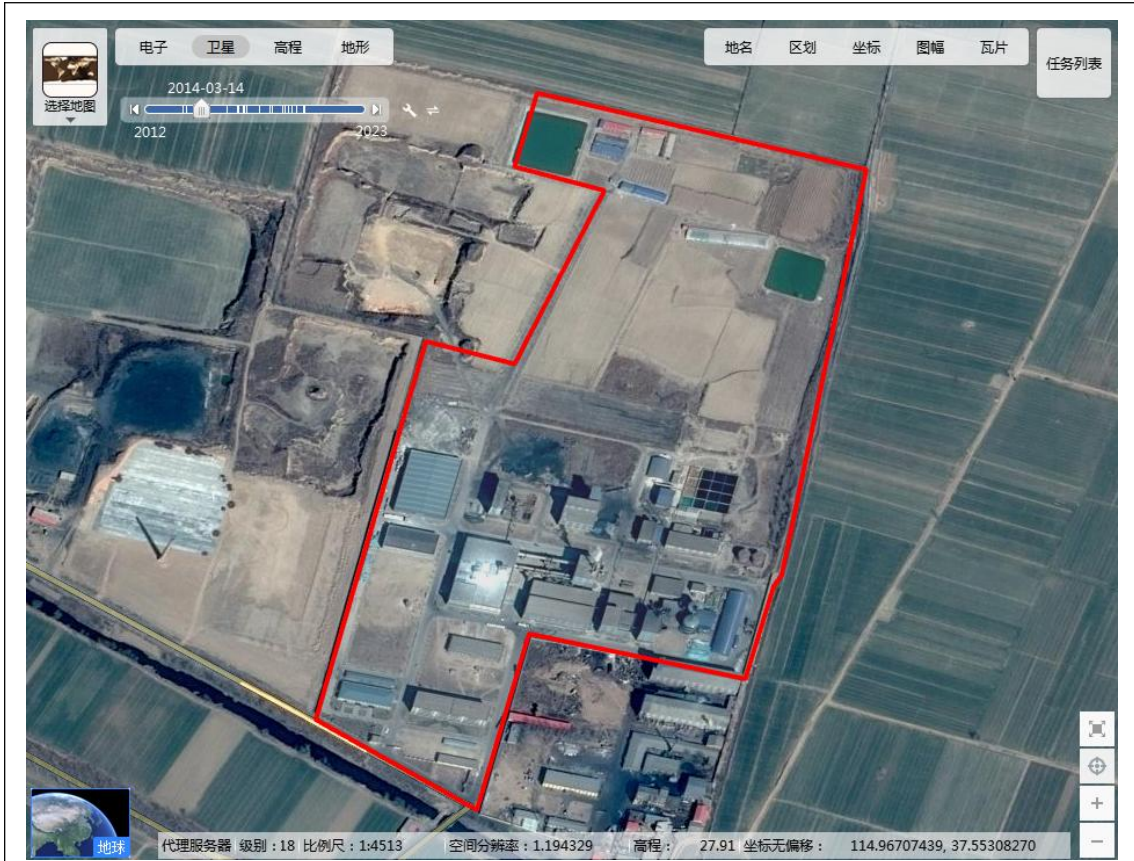 电子 卫星 高程 地形
地名 区划 坐标 图幅 瓦片
任务列表
选择地图
2014-03-14
2012 2023
地球
代理服务器 级别：18 比例尺：1:4513 空间分辨率：1.194329 高程： 27.91 坐标无偏移： 114.96707439, 37.55308270